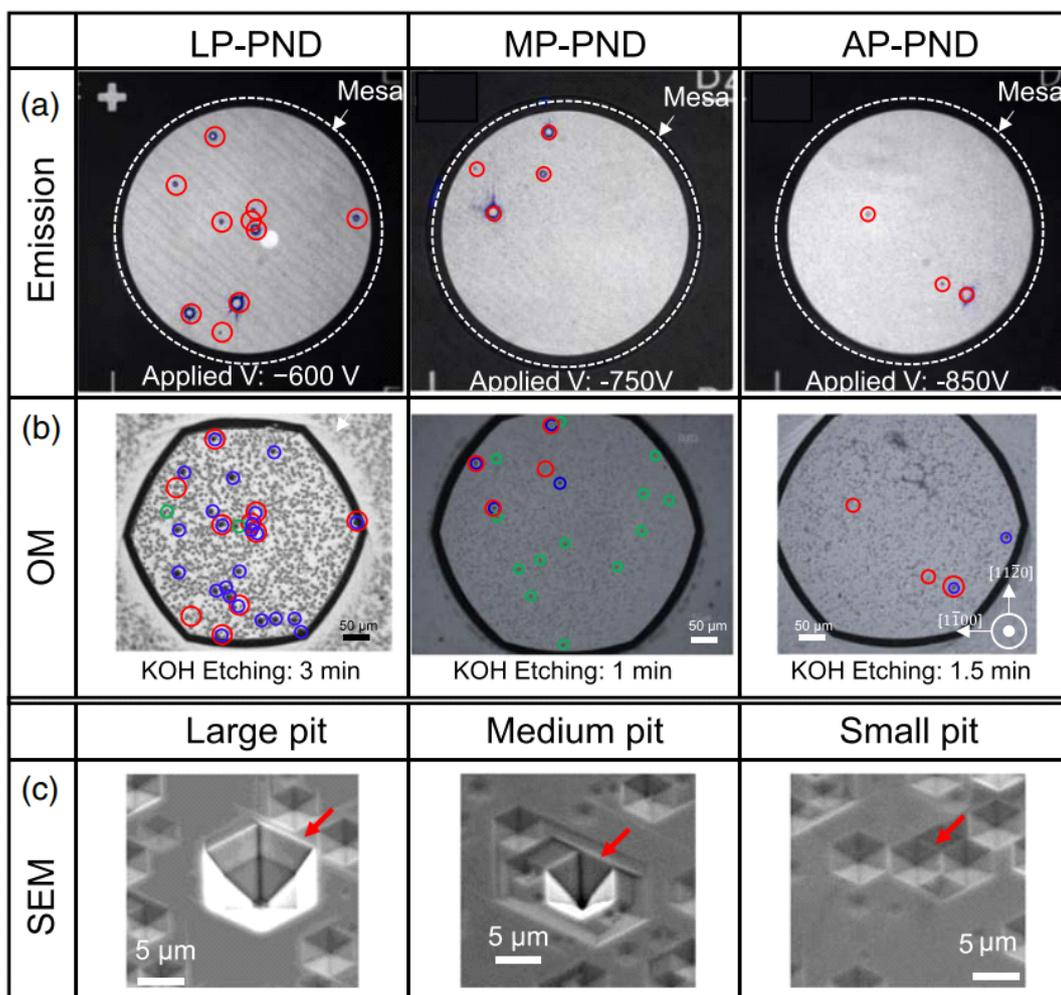 LP-PND
MP-PND
AP-PND
(a)
Emission
Mesa
Applied V: −600 V
Mesa
Applied V: -750V
Mesa
Applied V: -850V
(b)
OM
50 μm
KOH Etching: 3 min
50 μm
KOH Etching: 1 min
[112̅0]
[11̅00]
50 μm
KOH Etching: 1.5 min
Large pit
Medium pit
Small pit
(c)
SEM
5 μm
5 μm
5 μm